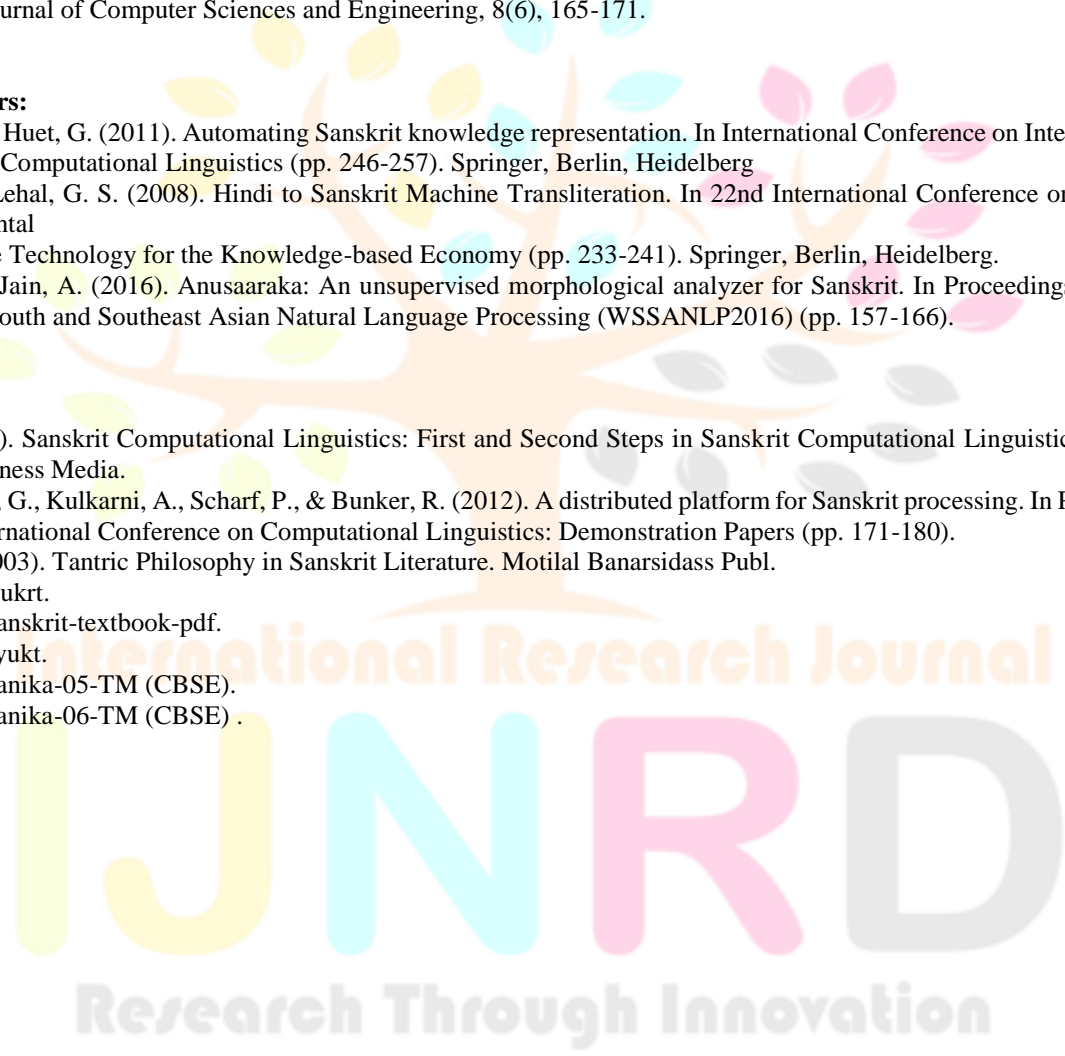 urnal of Computer Sciences and Engineering, 8(6), 165-171.
rs:
Huet, G. (2011). Automating Sanskrit knowledge representation. In International Conference on Inte
Computational Linguistics (pp. 246-257). Springer, Berlin, Heidelberg
Lehal, G. S. (2008). Hindi to Sanskrit Machine Transliteration. In 22nd International Conference on
ntal
e Technology for the Knowledge-based Economy (pp. 233-241). Springer, Berlin, Heidelberg.
Jain, A. (2016). Anusaaraka: An unsupervised morphological analyzer for Sanskrit. In Proceedings
outh and Southeast Asian Natural Language Processing (WSSANLP2016) (pp. 157-166).
). Sanskrit Computational Linguistics: First and Second Steps in Sanskrit Computational Linguistic
ness Media.
, G., Kulkarni, A., Scharf, P., & Bunker, R. (2012). A distributed platform for Sanskrit processing. In P
rnational Conference on Computational Linguistics: Demonstration Papers (pp. 171-180).
003). Tantric Philosophy in Sanskrit Literature. Motilal Banarsidass Publ.
ukrt.
anskrit-textbook-pdf.
yukt.
International Research Journal
anika-05-TM (CBSE).
anika-06-TM (CBSE) .
IJNRD
Research Through Innovation